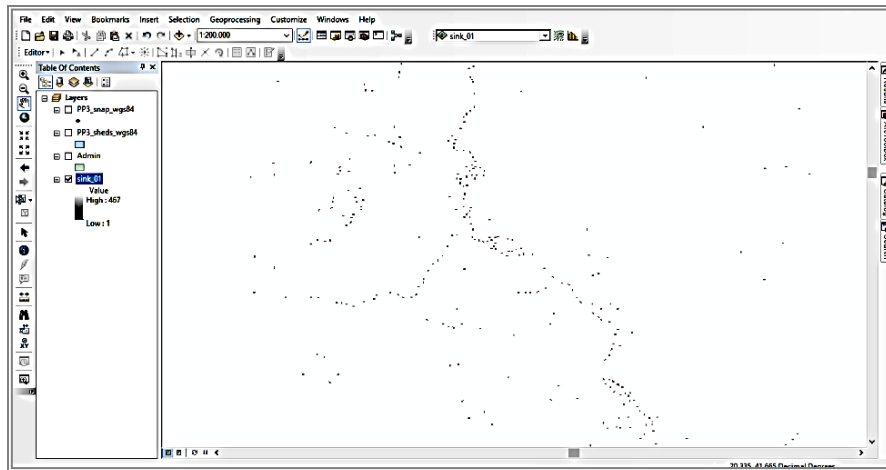 File Edit View Bookmarks Insert Selection Geoprocessing Customize Windows Help
1:200.000
sink_01
Editor
Table Of Contents
Layers
PP3_snap_wgs84
PP3_sheds_wgs84
Admin
sink_01
Value
High : 467
Low : 1
20.335 41.665 Decimal Degrees